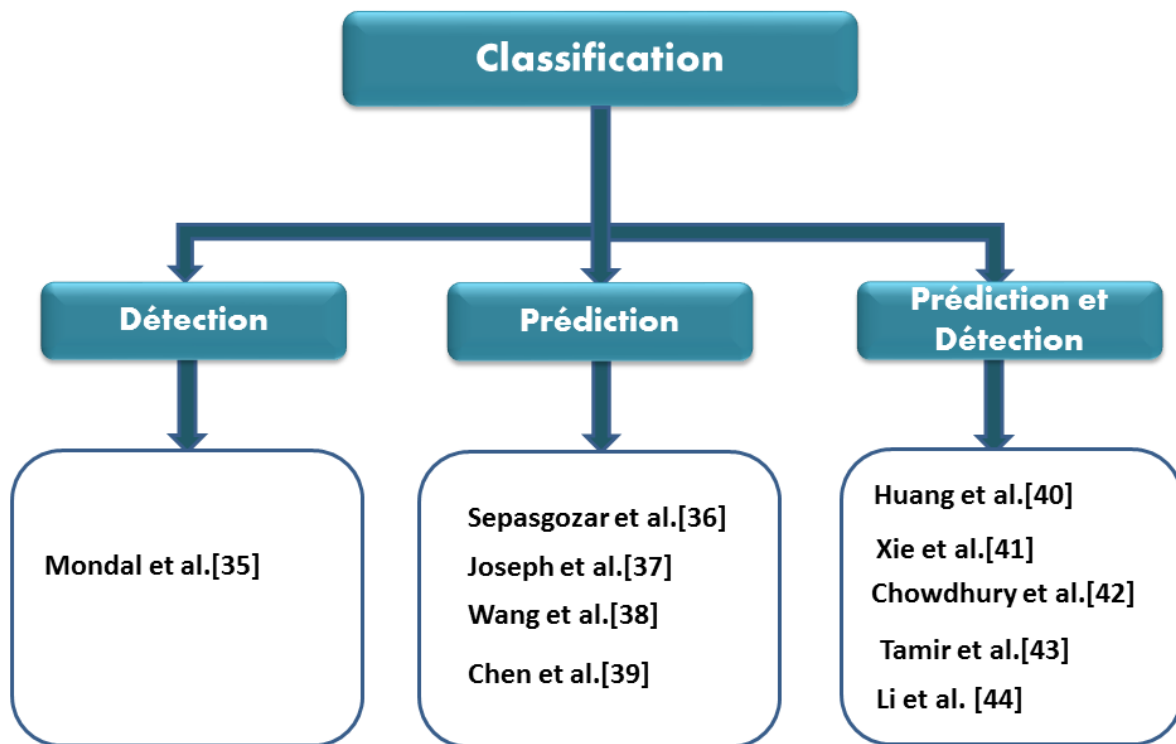 Classification
Détection
Prédiction
Prédiction et
Détection
Mondal et al.[35]
Sepasgozar et al.[36]
Joseph et al.[37]
Wang et al.[38]
Chen et al.[39]
Huang et al.[40]
Xie et al.[41]
Chowdhury et al.[42]
Tamir et al.[43]
Li et al. [44]